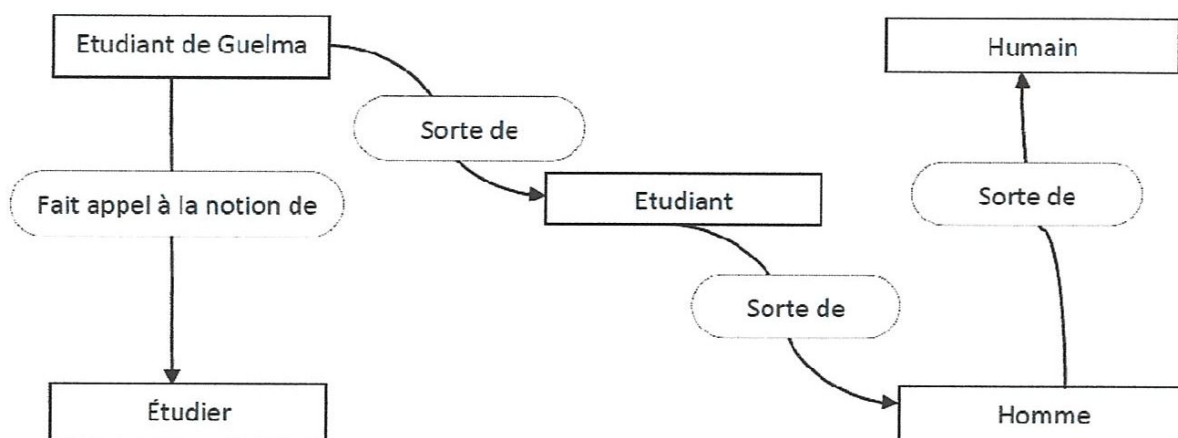 Etudiant de Guelma
Humain
Sorte de
Fait appel à la notion de
Etudiant
Sorte de
Sorte de
Étudier
Homme